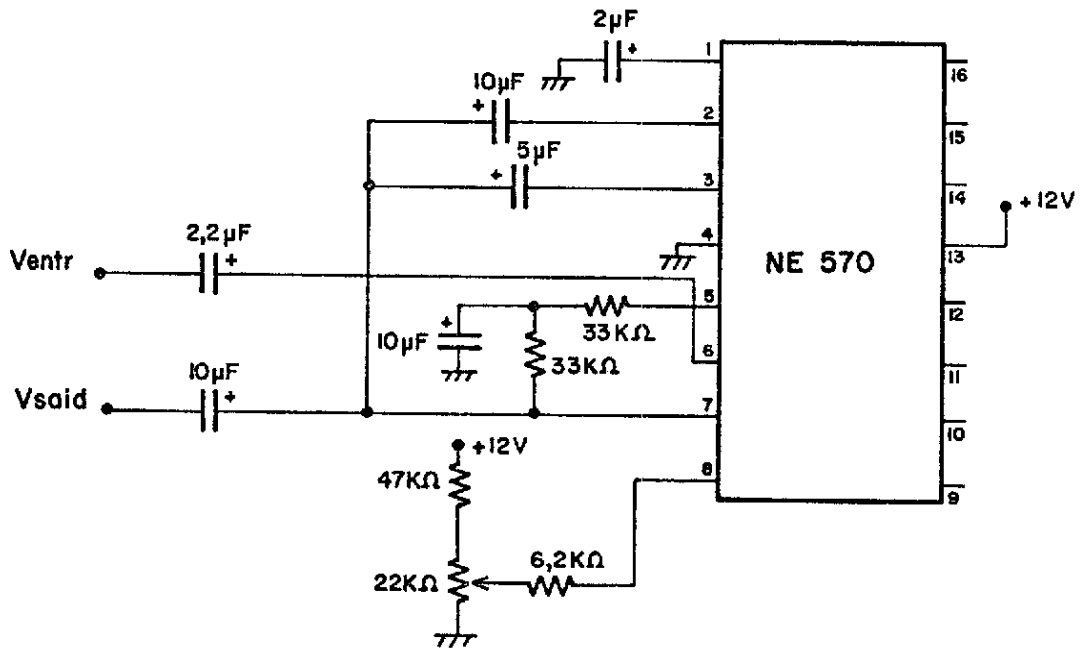 2µF
+
1
16
10µF
+
2
15
5µF
+
3
14
+12V
2,2µF
Ventr
+
4
NE 570
13
5
12
+
33KΩ
10µF
33KΩ
6
11
10µF
Vsaid
+
7
10
+12V
47KΩ
8
9
6,2KΩ
22KΩ